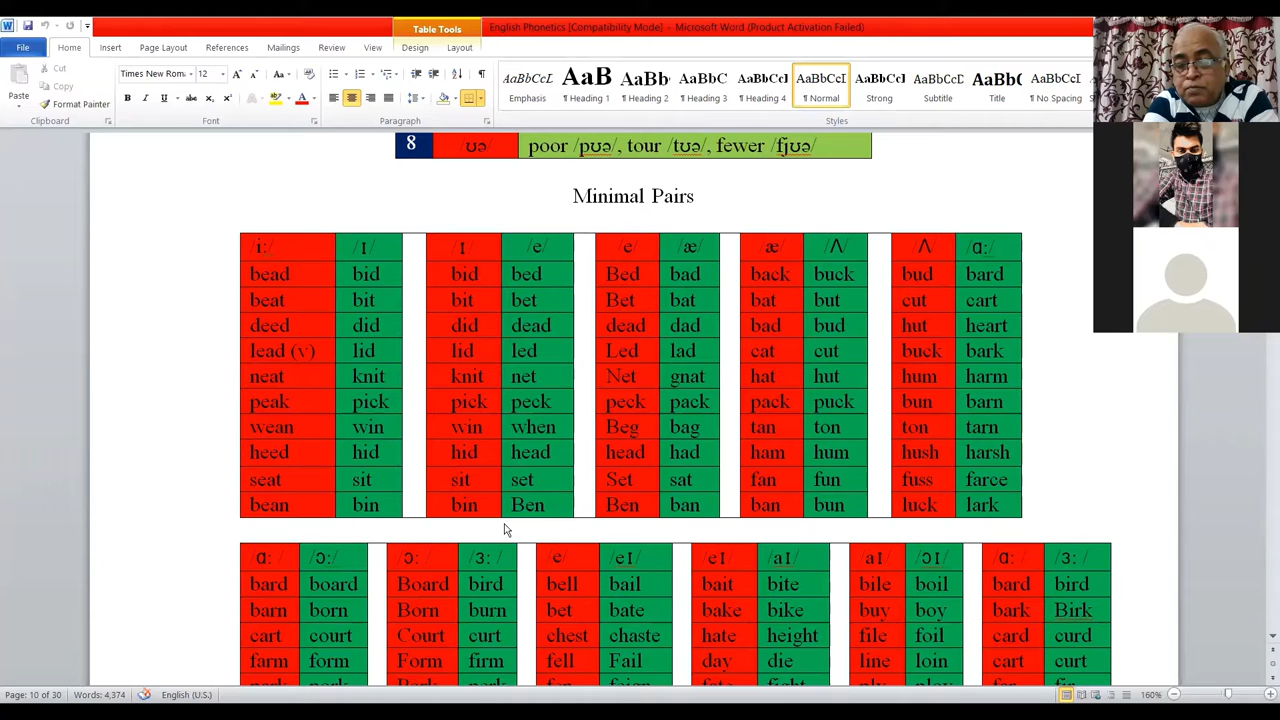 Table Tools
English Phonetics [Compatibility Mode] - Microsoft Word (Product Activation Failed)
File Home Insert Page Layout References Mailings Review View Design Layout
Cut
Copy
Format Painter
Paste
Clipboard
Times New Rom 12
Font
Paragraph
AaBbCcI AaB AaBb AaBbC AaBbCc AaBbCcI AaBbCcI AaBbCcD AaBbC AaBbCcI
Emphasis ¶ Heading 1 ¶ Heading 2 ¶ Heading 3 ¶ Heading 4 ¶ Normal Strong Subtitle Title ¶ No Spacing
Styles
8 /ʊə/ poor /pʊə/, tour /tʊə/, fewer /fjʊə/
Minimal Pairs
/i:/ /ɪ/ /ɪ /e/ /e/ /æ/ æ/ /Λ/ /Λ /ɑ:/
bead bid bid bed Bed bad back buck bud bard
beat bit bit bet Bet bat bat but cut cart
deed did did dead dead dad bad bud hut heart
lead (v) lid lid led Led lad cat cut buck bark
neat knit knit net Net gnat hat hut hum harm
peak pick pick peck peck pack pack puck bun barn
wean win win when Beg bag tan ton ton tarn
heed hid hid head head had ham hum hush harsh
seat sit sit set Set sat fan fun fuss farce
bean bin bin Ben Ben ban ban bun luck lark
ɑ: / /ɔ:/ ɔ: / /ɜ: / e/ /eɪ/ /eɪ/ /aɪ/ aɪ/ /ɔɪ/ /ɑ: / /ɜ: /
bard board Board bird bell bail bait bite bile boil bard bird
barn born Born burn bet bate bake bike buy boy bark Birk
cart court Court curt chest chaste hate height file foil card curd
farm form Form firm fell Fail day die line loin cart curt
Page: 10 of 30 Words: 4,374 English (U.S.) 160%